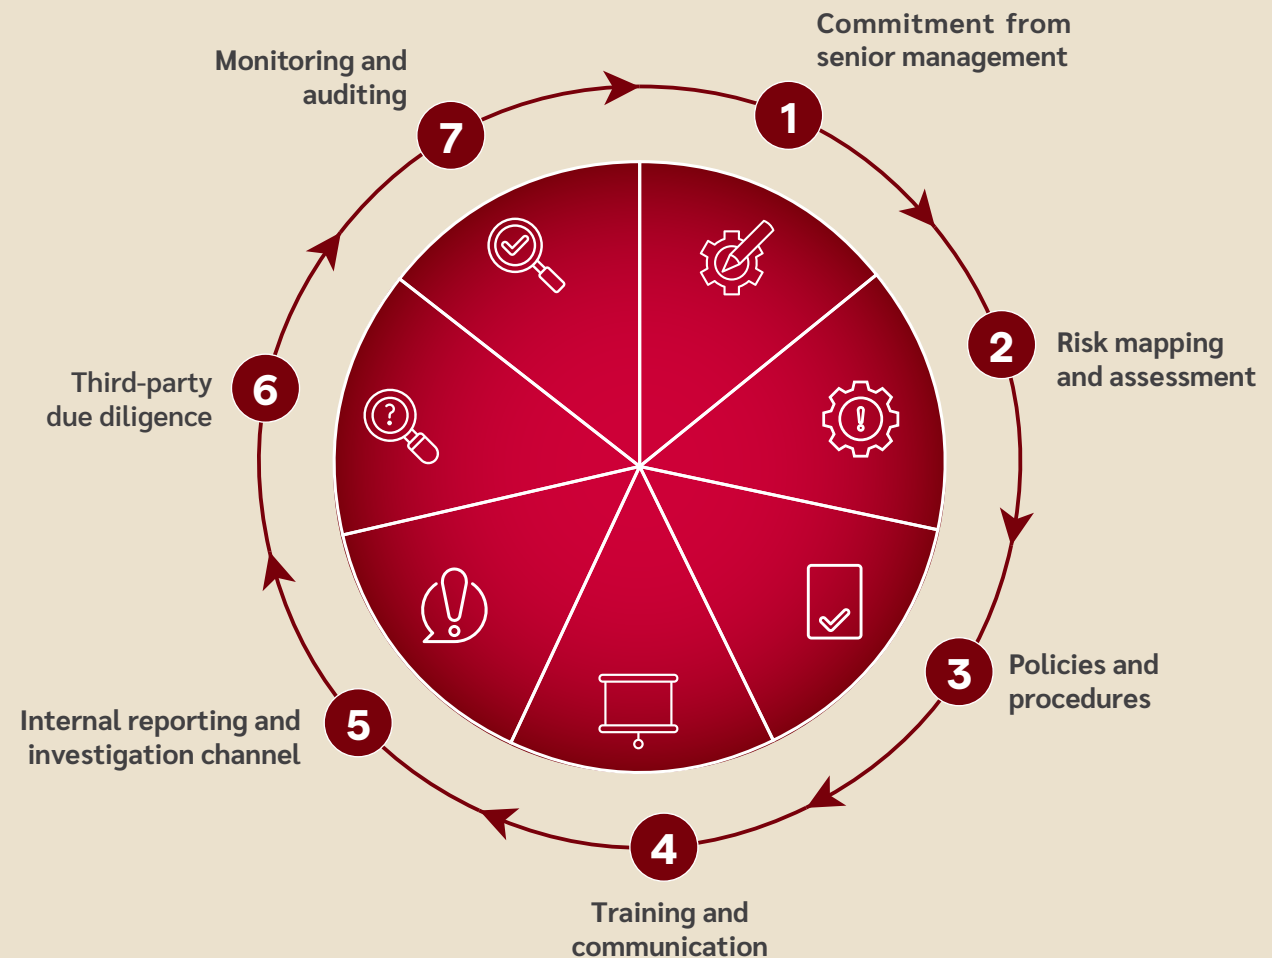 1
Commitment from
senior management
2
Risk mapping
and assessment
3
Policies and
procedures
4
Training and
communication
5
Internal reporting and
investigation channel
6
Third-party
due diligence
7
Monitoring and
auditing
?
!
!